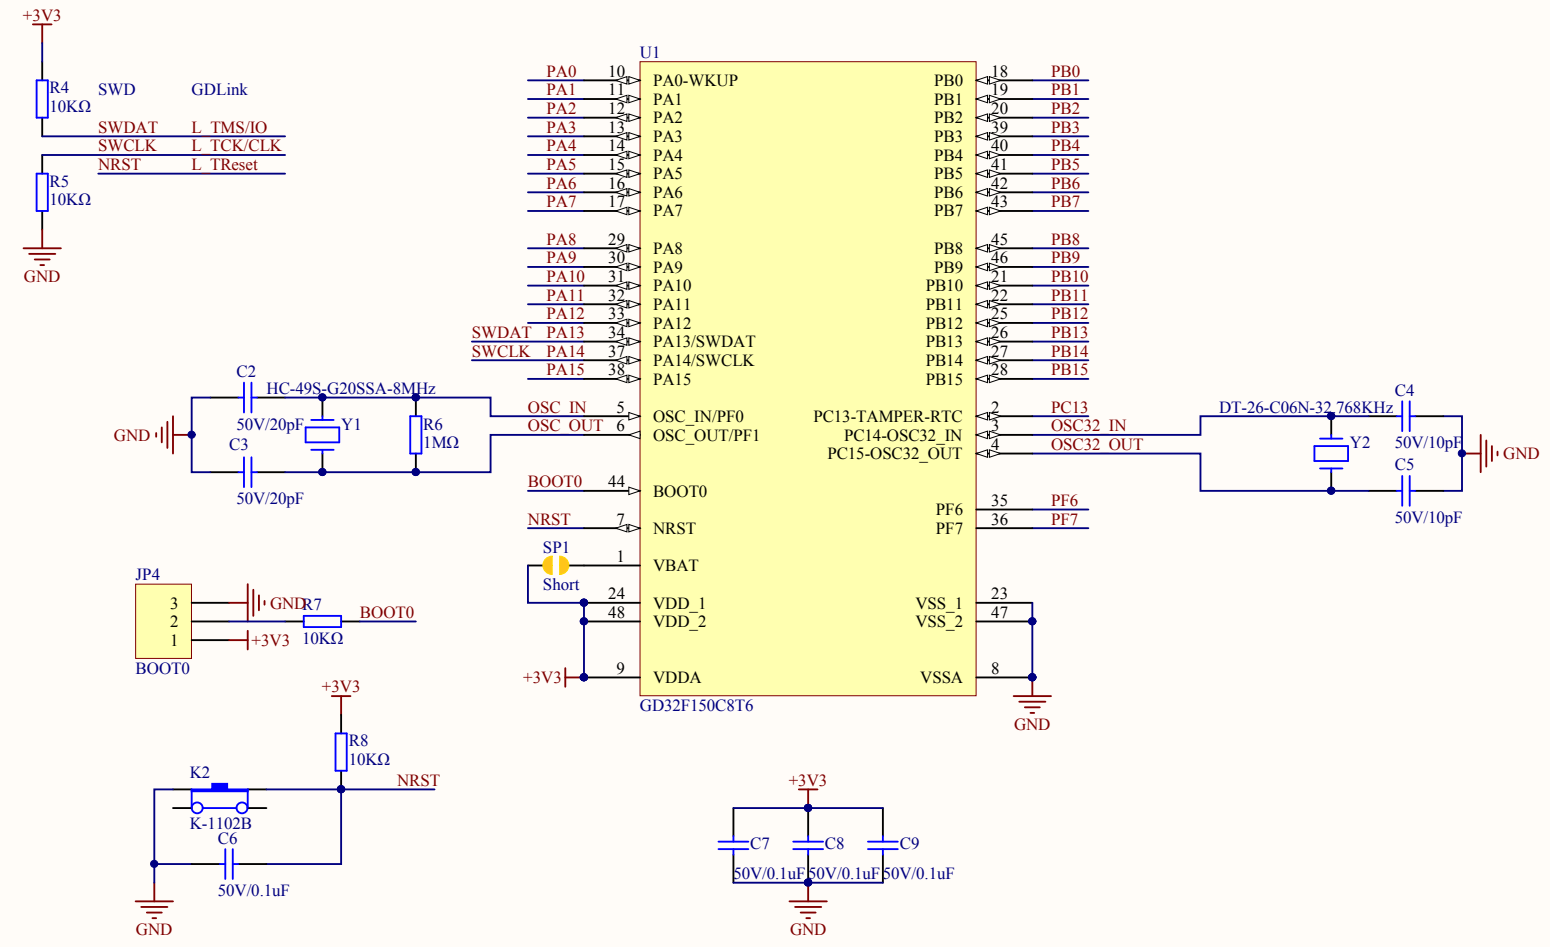 +3V3
R4
10KΩ
SWD GDLink
SWDAT L_TMS/IO
SWCLK L_TCK/CLK
NRST L_TReset
R5
10KΩ
GND
U1
PA0 10 PA0-WKUP PB0 18 PB0
PA1 11 PA1 PB1 19 PB1
PA2 12 PA2 PB2 20 PB2
PA3 13 PA3 PB3 39 PB3
PA4 14 PA4 PB4 40 PB4
PA5 15 PA5 PB5 41 PB5
PA6 16 PA6 PB6 42 PB6
PA7 17 PA7 PB7 43 PB7
PA8 29 PA8 PB8 45 PB8
PA9 30 PA9 PB9 46 PB9
PA10 31 PA10 PB10 21 PB10
PA11 32 PA11 PB11 22 PB11
PA12 33 PA12 PB12 25 PB12
SWDAT PA13 34 PA13/SWDAT PB13 26 PB13
SWCLK PA14 37 PA14/SWCLK PB14 27 PB14
PA15 38 PA15 PB15 28 PB15
OSC_IN 5 OSC_IN/PF0 PC13-TAMPER-RTC 2 PC13
OSC_OUT 6 OSC_OUT/PF1 PC14-OSC32_IN 3 OSC32_IN
PC15-OSC32_OUT 4 OSC32_OUT
BOOT0 44 BOOT0
PF6 35 PF6
NRST 7 NRST PF7 36 PF7
SP1
Short
1 VBAT
24 VDD_1 VSS_1 23
48 VDD_2 VSS_2 47
+3V3 9 VDDA VSSA 8
GD32F150C8T6
GND
C2
HC-49S-G20SSA-8MHz
50V/20pF
Y1
R6
1MΩ
GND
C3
50V/20pF
C4
DT-26-C06N-32.768KHz
50V/10pF
Y2
GND
C5
50V/10pF
JP4
3 GND
2 R7 BOOT0
10KΩ
1 +3V3
BOOT0
+3V3
R8
10KΩ
K2
NRST
K-1102B
C6
50V/0.1uF
GND
+3V3
C7 C8 C9
50V/0.1uF 50V/0.1uF 50V/0.1uF
GND